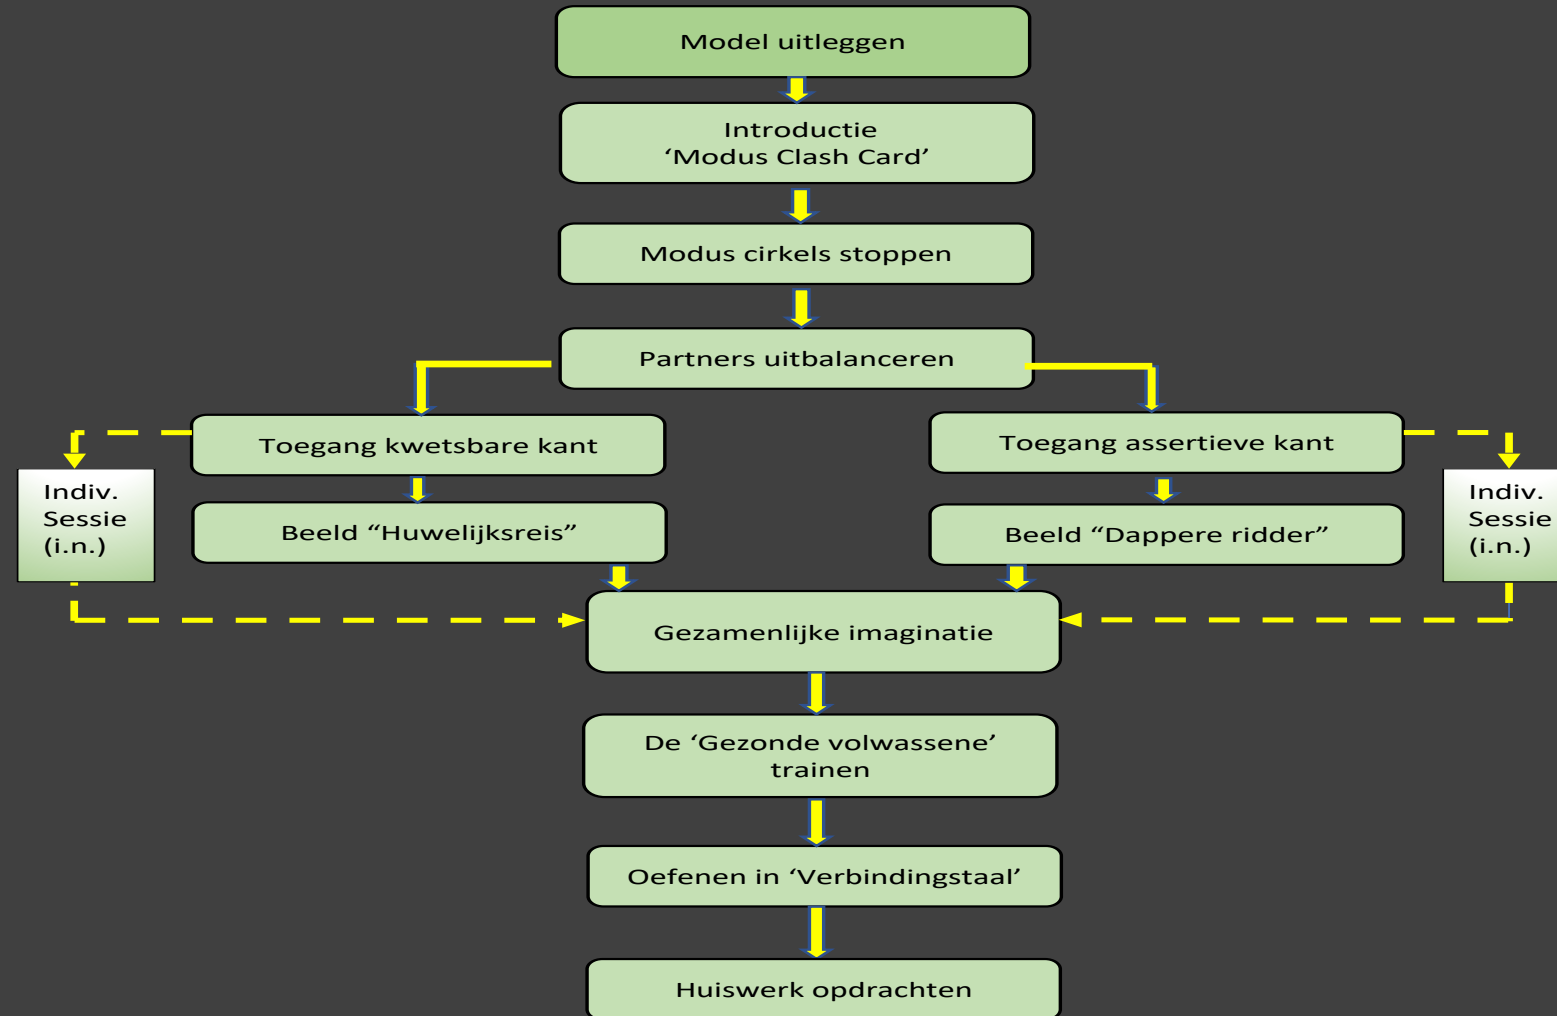 Model uitleggen
Introductie
‘Modus Clash Card’
Modus cirkels stoppen
Partners uitbalanceren
Toegang kwetsbare kant
Toegang assertieve kant
Indiv.
Sessie
(i.n.)
Beeld “Huwelijksreis”
Beeld “Dappere ridder”
Indiv.
Sessie
(i.n.)
Gezamenlijke imaginatie
De ‘Gezonde volwassene’
trainen
Oefenen in ‘Verbindingstaal’
Huiswerk opdrachten